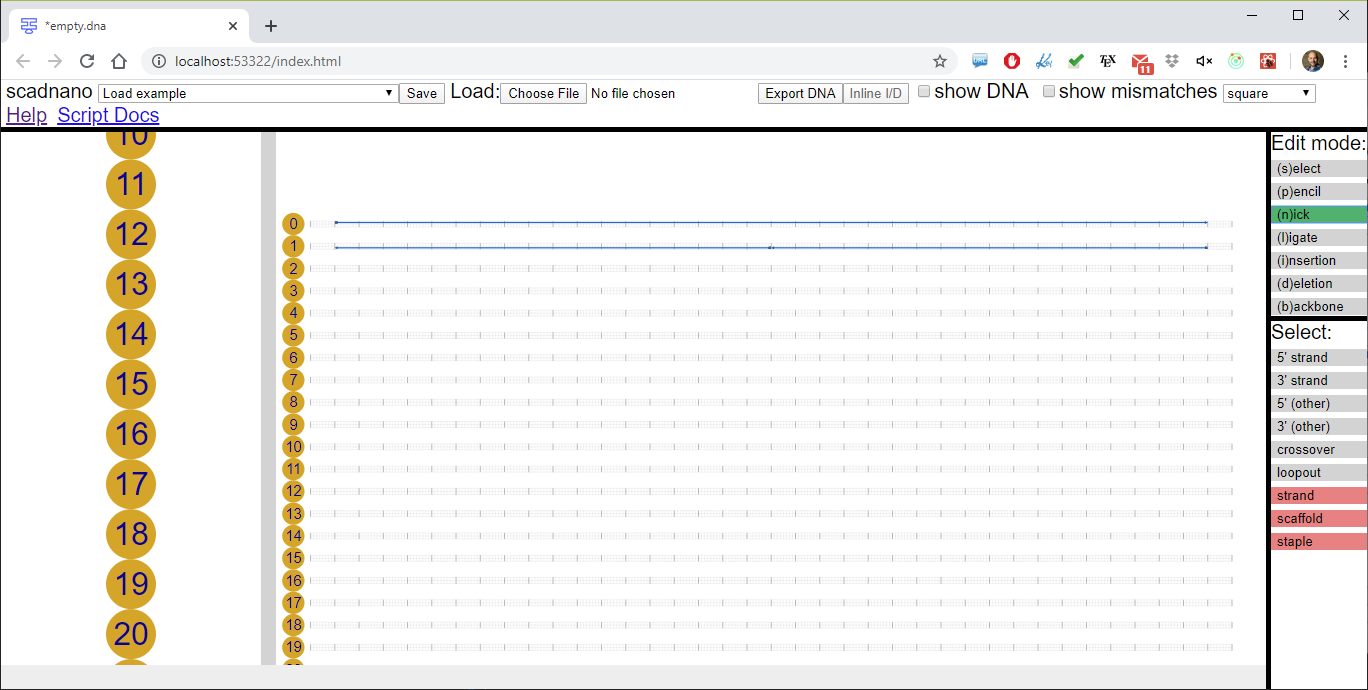 *empty.dna
localhost:53322/index.html
ABC TEX 11
scadnano Load example Save Load: Choose File No file chosen Export DNA Inline I/D show DNA show mismatches square
Help Script Docs
10
11
12
13
14
15
16
17
18
19
20
0
1
2
3
4
5
6
7
8
9
10
11
12
13
14
15
16
17
18
19
Edit mode:
(s)elect
(p)encil
(n)ick
(l)igate
(i)nsertion
(d)eletion
(b)ackbone
Select:
5' strand
3' strand
5' (other)
3' (other)
crossover
loopout
strand
scaffold
staple